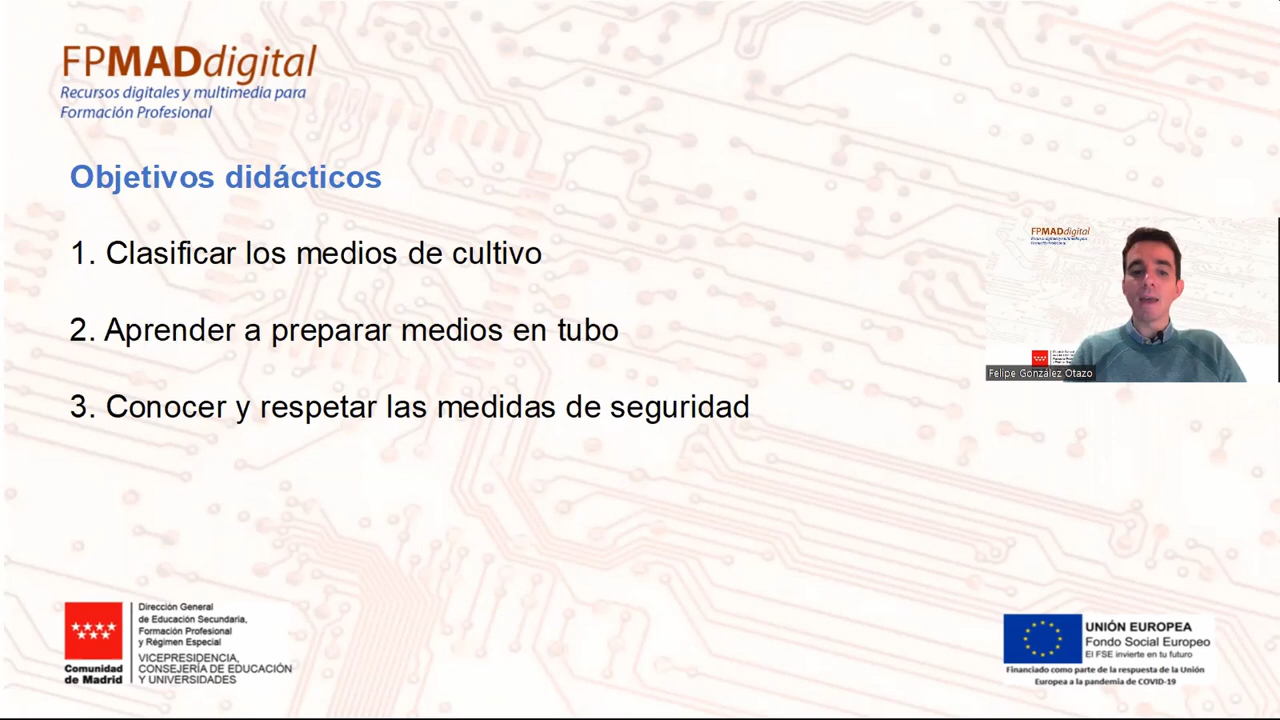 FPMADdigital
Recursos digitales y multimedia para
Formación Profesional
Objetivos didácticos
1. Clasificar los medios de cultivo
2. Aprender a preparar medios en tubo
3. Conocer y respetar las medidas de seguridad
FPMADdigital
Felipe González Otazo
Comunidad
de Madrid
Dirección General
de Educación Secundaria,
Formación Profesional
y Régimen Especial
VICEPRESIDENCIA,
CONSEJERÍA DE EDUCACIÓN
Y UNIVERSIDADES
UNIÓN EUROPEA
Fondo Social Europeo
El FSE invierte en tu futuro
Financiado como parte de la respuesta de la Unión
Europea a la pandemia de COVID-19